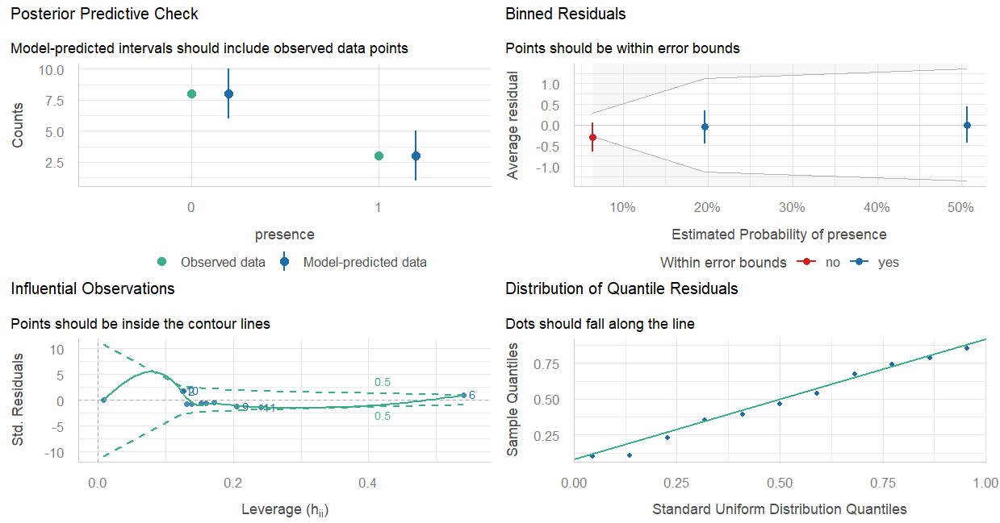 Posterior Predictive Check
Model-predicted intervals should include observed data points
Counts
10.0
7.5
5.0
2.5
0 1
presence
Observed data Model-predicted data
Binned Residuals
Points should be within error bounds
Average residual
1.0
0.5
0.0
-0.5
-1.0
10% 20% 30% 40% 50%
Estimated Probability of presence
Within error bounds no yes
Influential Observations
Points should be inside the contour lines
Std. Residuals
10
5
0
-5
-10
0.5
0.5
9
11
6
0.0 0.2 0.4
Leverage (hii)
Distribution of Quantile Residuals
Dots should fall along the line
Sample Quantiles
0.75
0.50
0.25
0.00 0.25 0.50 0.75 1.00
Standard Uniform Distribution Quantiles